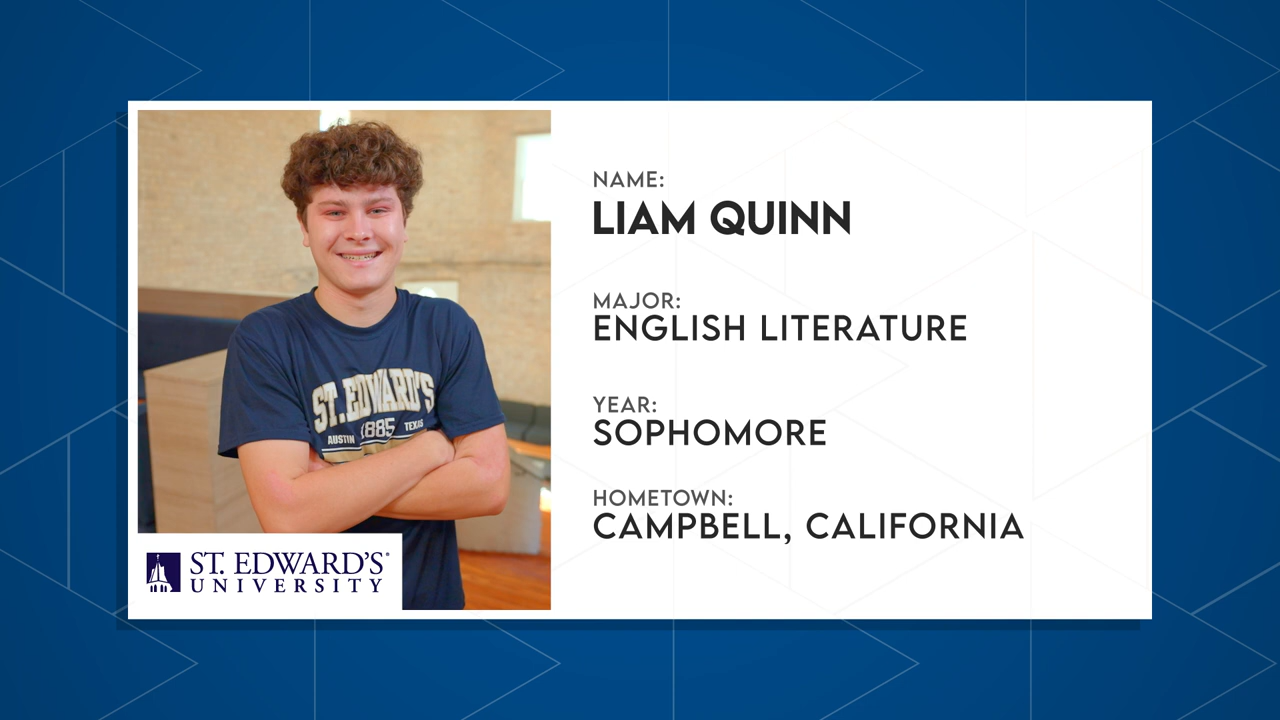 NAME:
LIAM QUINN
MAJOR:
ENGLISH LITERATURE
YEAR:
SOPHOMORE
HOMETOWN:
CAMPBELL, CALIFORNIA
ST. EDWARD'S
AUSTIN 1885 TEXAS
ST. EDWARD'S®
UNIVERSITY